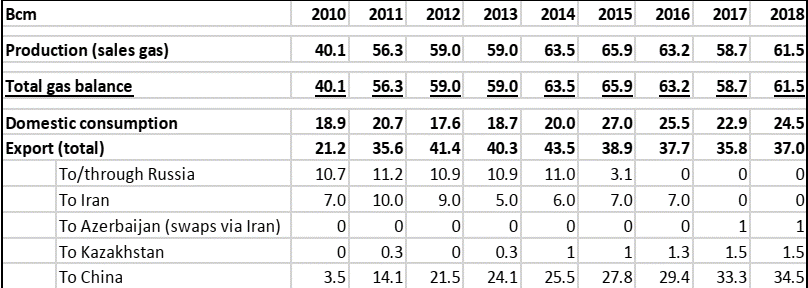 Bcm 2010 2011 2012 2013 2014 2015 2016 2017 2018
Production (sales gas) 40.1 56.3 59.0 59.0 63.5 65.9 63.2 58.7 61.5
Total gas balance 40.1 56.3 59.0 59.0 63.5 65.9 63.2 58.7 61.5
Domestic consumption 18.9 20.7 17.6 18.7 20.0 27.0 25.5 22.9 24.5
Export (total) 21.2 35.6 41.4 40.3 43.5 38.9 37.7 35.8 37.0
To/through Russia 10.7 11.2 10.9 10.9 11.0 3.1 0 0 0
To Iran 7.0 10.0 9.0 5.0 6.0 7.0 7.0 0 0
To Azerbaijan (swaps via Iran) 0 0 0 0 0 0 0 1 1
To Kazakhstan 0 0.3 0 0.3 1 1 1.3 1.5 1.5
To China 3.5 14.1 21.5 24.1 25.5 27.8 29.4 33.3 34.5